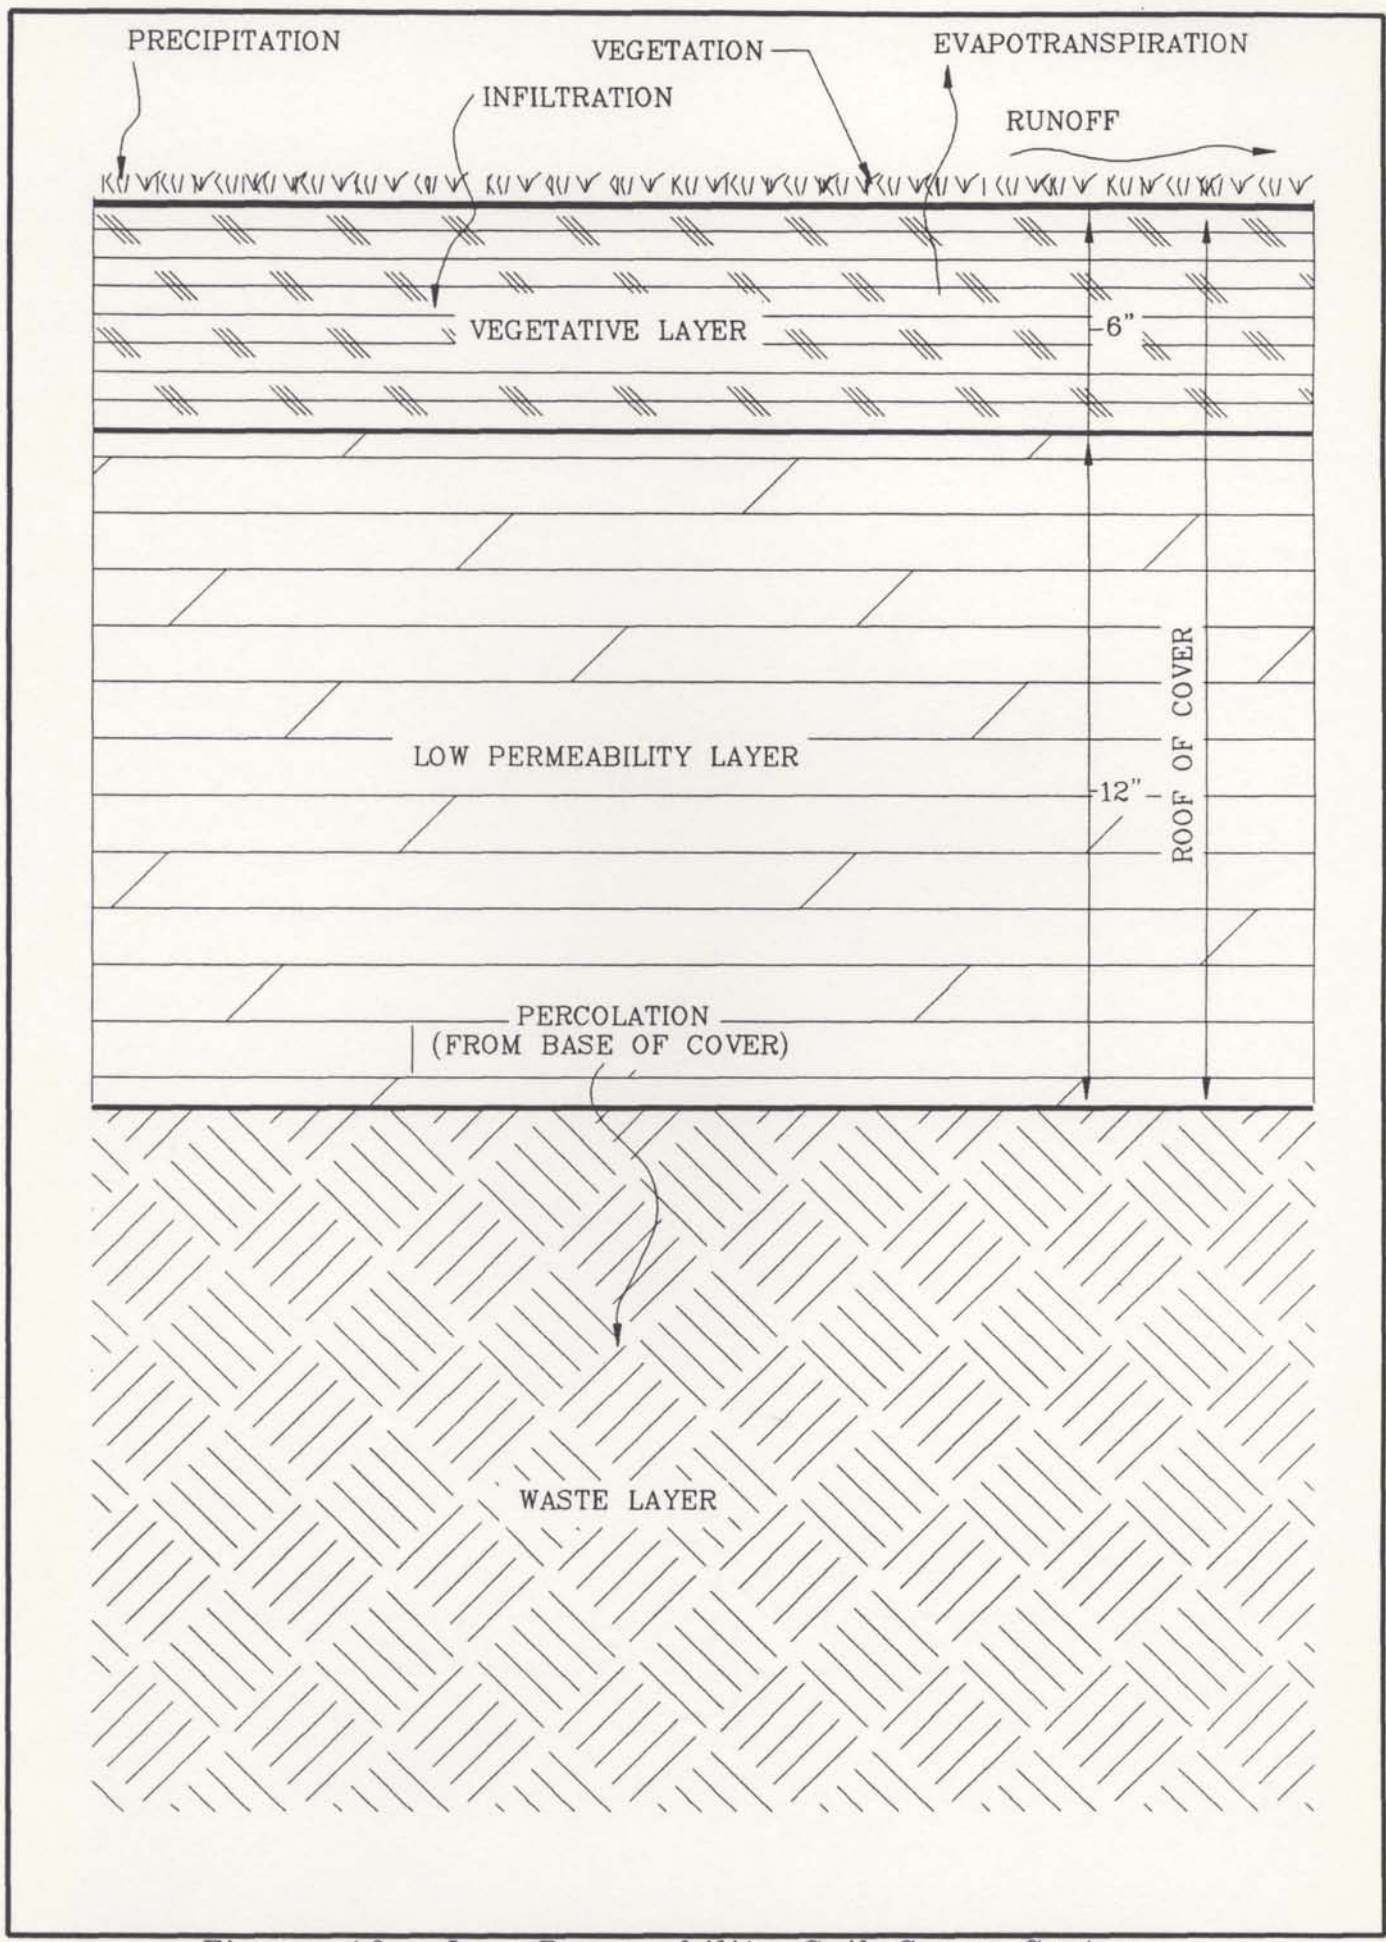 PRECIPITATION
VEGETATION
EVAPOTRANSPIRATION
INFILTRATION
RUNOFF
VEGETATIVE LAYER
6"
ROOF OF COVER
LOW PERMEABILITY LAYER
12"
PERCOLATION
(FROM BASE OF COVER)
WASTE LAYER